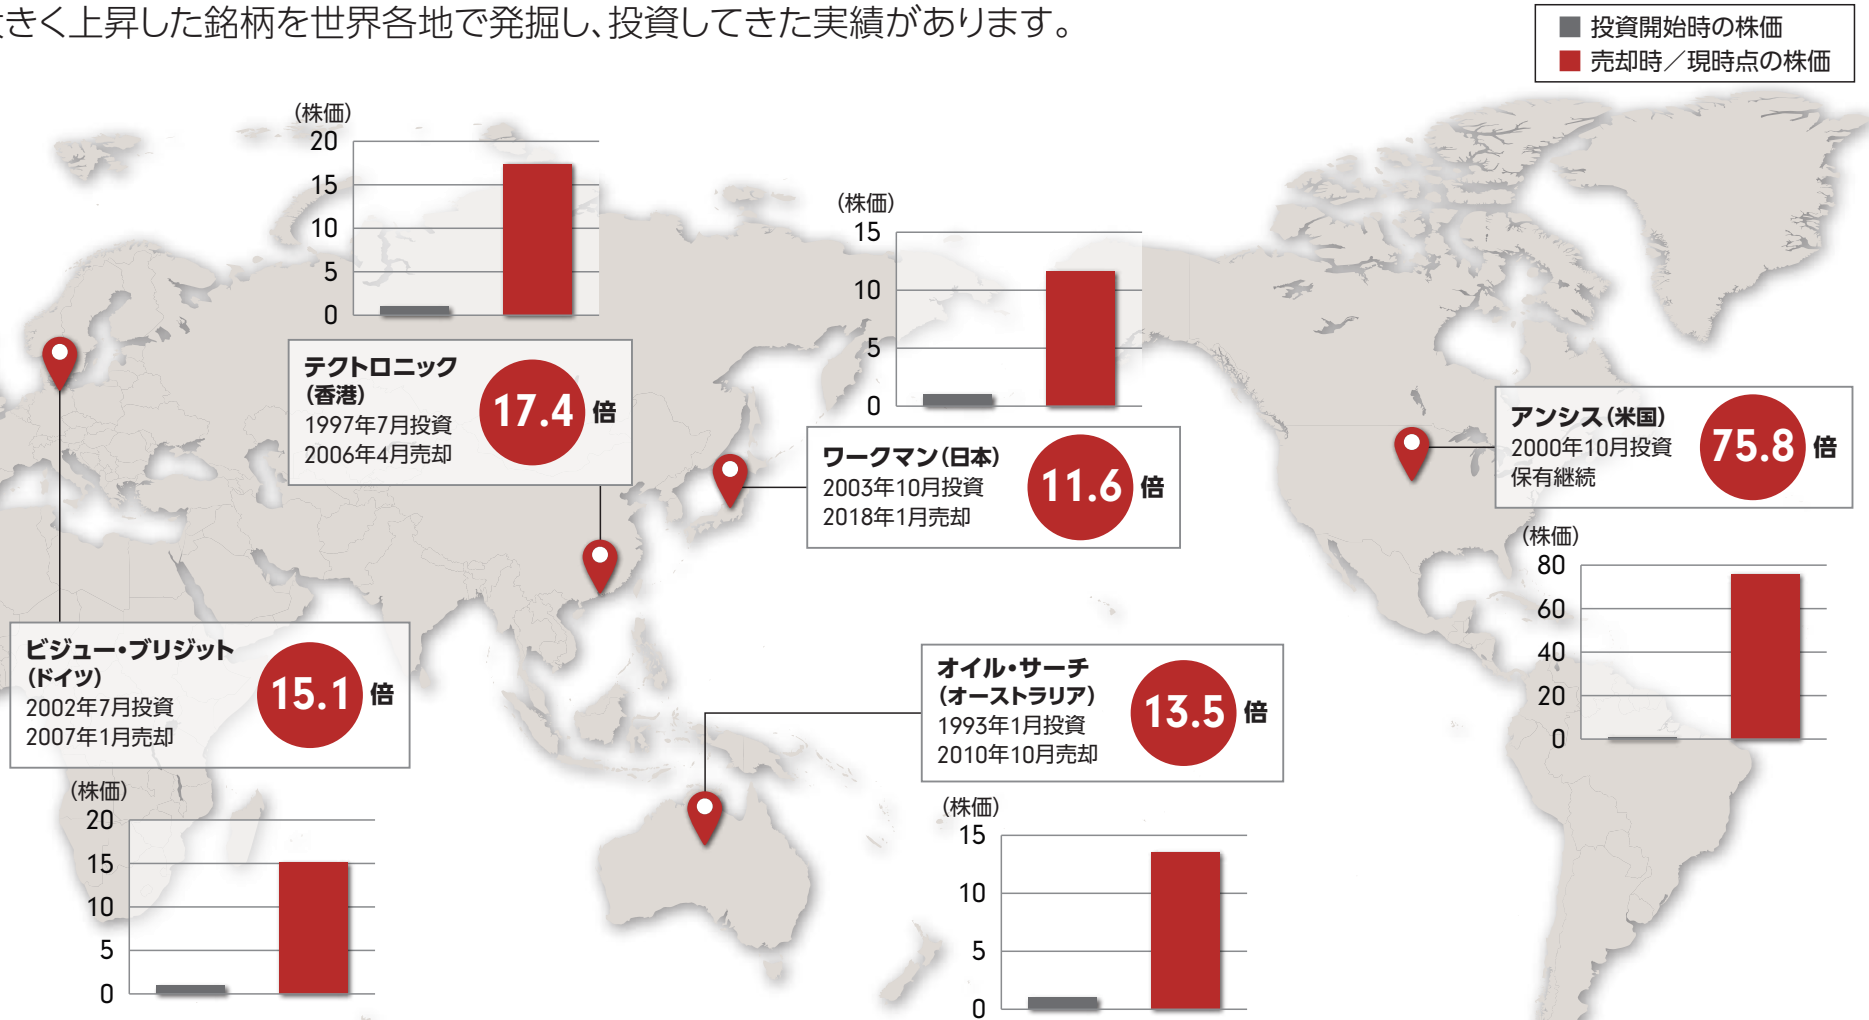 きく上昇した銘柄を世界各地で発掘し、投資してきた実績があります。
■ 投資開始時の株価
■ 売却時／現時点の株価
（株価）
20
15
10
5
0
テクトロニック
（香港）
1997年7月投資
2006年4月売却
17.4 倍
（株価）
15
10
5
0
ワークマン（日本）
2003年10月投資
2018年1月売却
11.6 倍
アンシス（米国）
2000年10月投資
保有継続
75.8 倍
（株価）
80
60
40
20
0
ビジュー・ブリジット
（ドイツ）
2002年7月投資
2007年1月売却
15.1 倍
（株価）
20
15
10
5
0
オイル・サーチ
（オーストラリア）
1993年1月投資
2010年10月売却
13.5 倍
（株価）
15
10
5
0